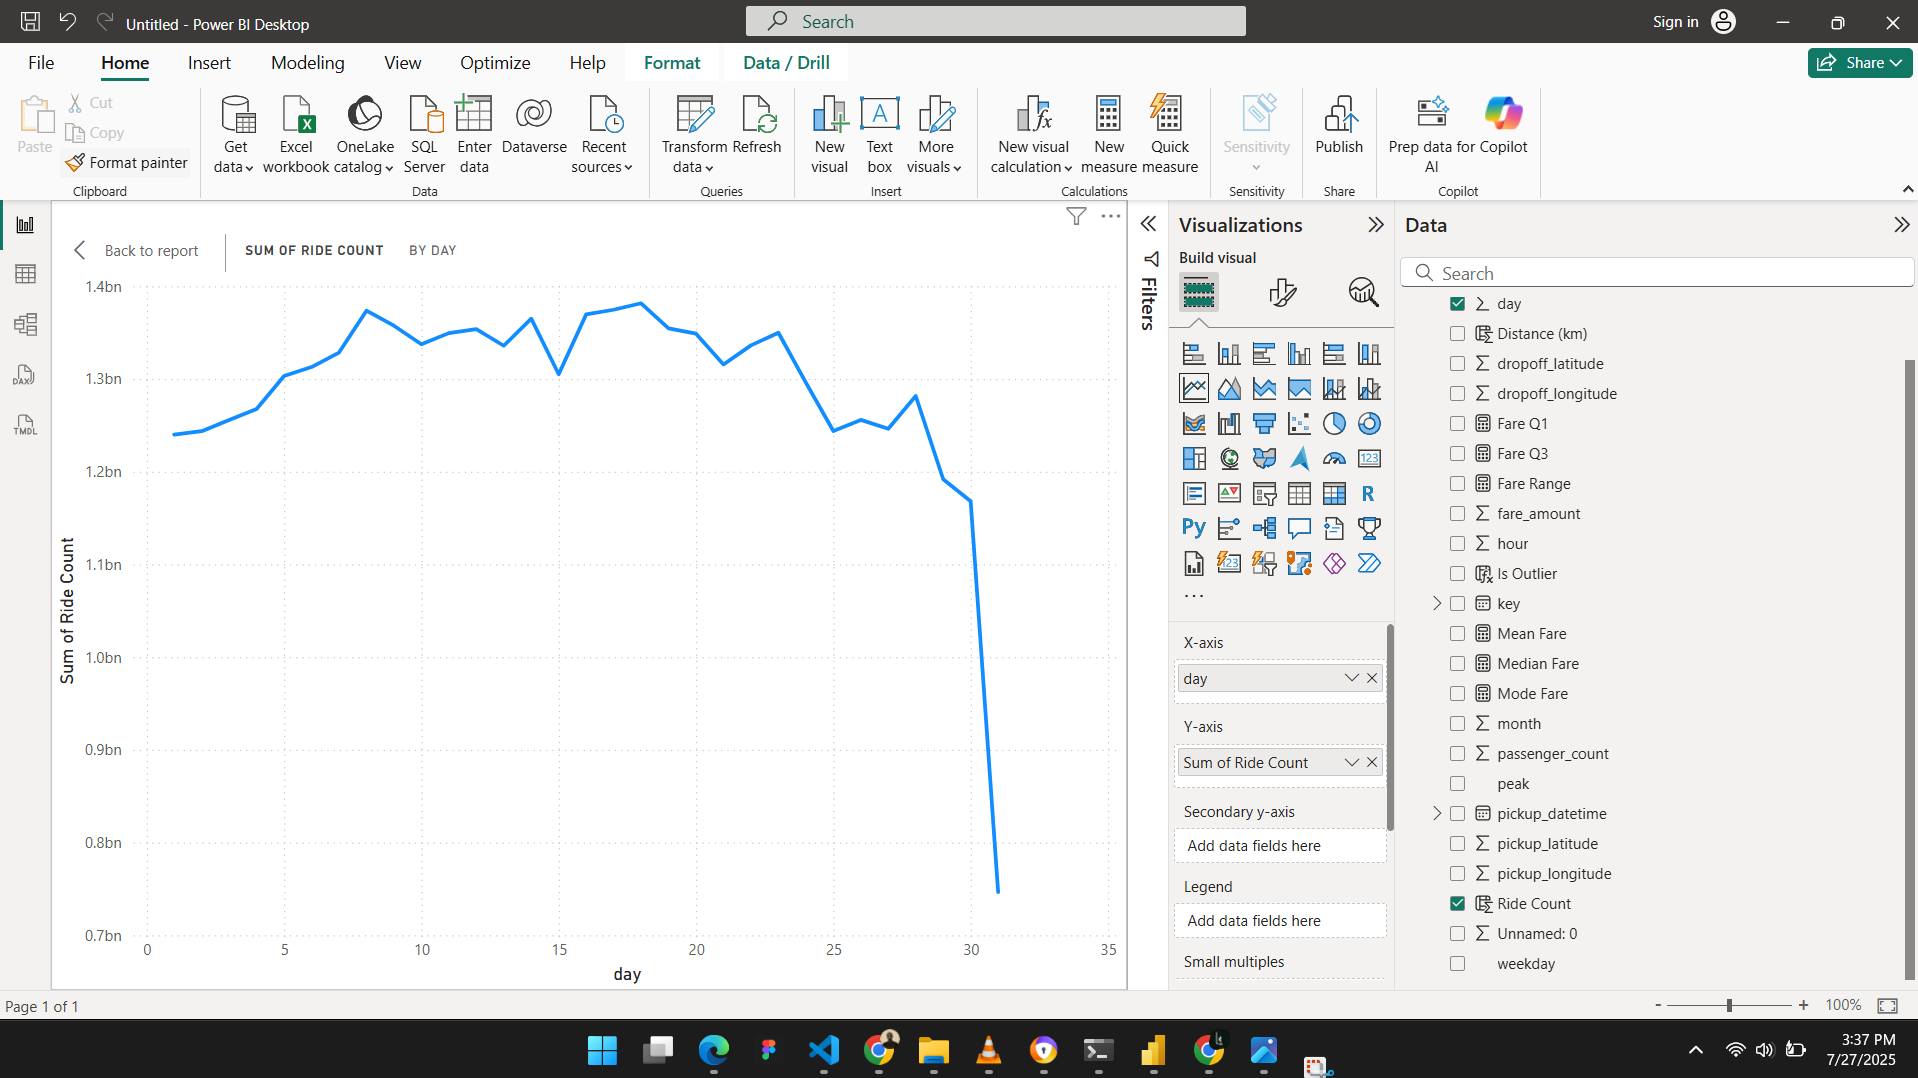 Untitled - Power BI Desktop
Search
Sign in
File
Home
Insert
Modeling
View
Optimize
Help
Format
Data / Drill
Share
Paste
Cut
Copy
Format painter
Clipboard
Get data
Excel workbook
OneLake catalog
SQL Server
Enter data
Dataverse
Recent sources
Data
Transform data
Refresh
Queries
New visual
Text box
More visuals
Insert
New visual calculation
New measure
Quick measure
Calculations
Sensitivity
Sensitivity
Publish
Share
Prep data for AI
Copilot
Copilot
Back to report
SUM OF RIDE COUNT
BY DAY
1.4bn
1.3bn
1.2bn
1.1bn
1.0bn
0.9bn
0.8bn
0.7bn
Sum of Ride Count
0
5
10
15
20
25
30
35
day
DAX
TMDL
Filters
Visualizations
Build visual
123
R
Py
123
...
X-axis
day
Y-axis
Sum of Ride Count
Secondary y-axis
Add data fields here
Legend
Add data fields here
Small multiples
Data
Search
day
Distance (km)
dropoff_latitude
dropoff_longitude
Fare Q1
Fare Q3
Fare Range
fare_amount
hour
Is Outlier
key
Mean Fare
Median Fare
Mode Fare
month
passenger_count
peak
pickup_datetime
pickup_latitude
pickup_longitude
Ride Count
Unnamed: 0
weekday
Page 1 of 1
- + 100%
3:37 PM
7/27/2025